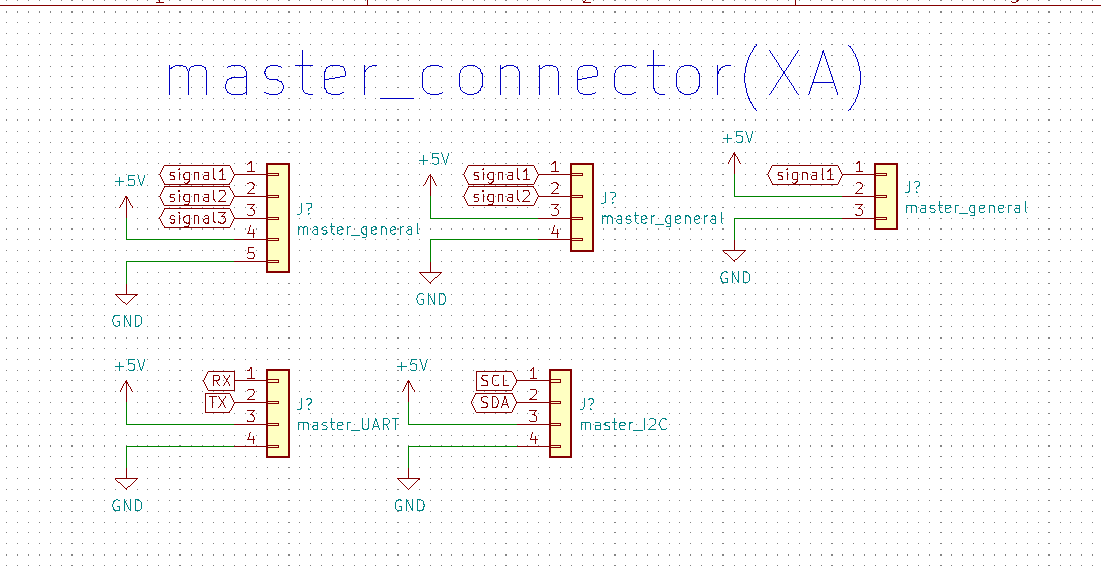 master_connector(XA)
+5V
signal1 1
signal2 2
signal3 3
4
5
J?
master_general
GND
+5V
signal1 1
signal2 2
3
4
J?
master_general
GND
+5V
signal1 1
2
3
J?
master_general
GND
+5V
RX 1
TX 2
3
4
J?
master_UART
GND
+5V
SCL 1
SDA 2
3
4
J?
master_I2C
GND